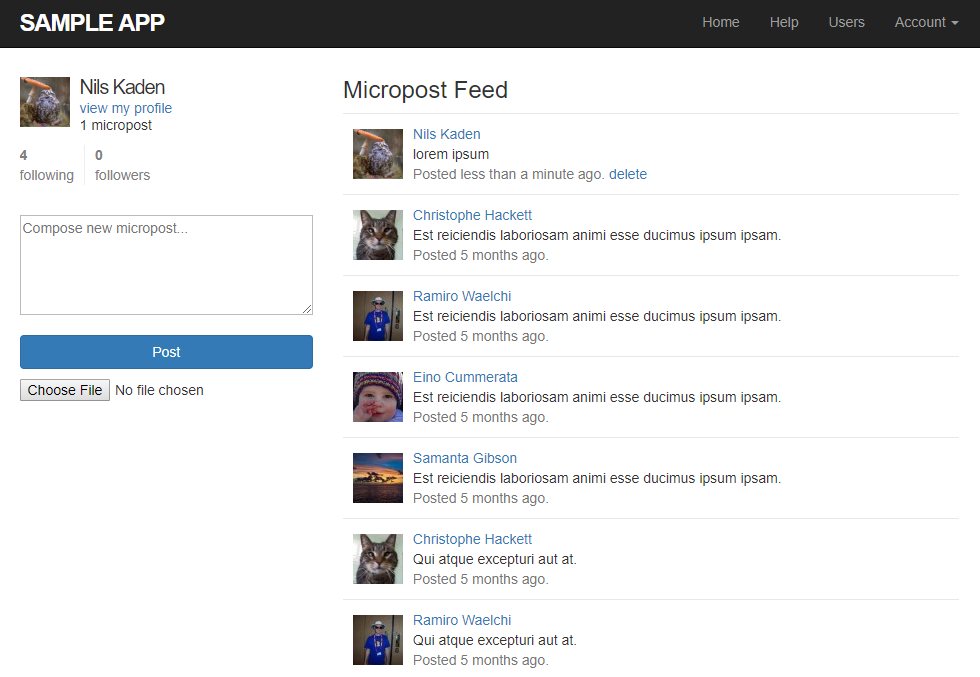 SAMPLE APP
Home
Help
Users
Account
Nils Kaden
view my profile
1 micropost
4
following
0
followers
Compose new micropost...
Post
Choose File No file chosen
Micropost Feed
Nils Kaden
lorem ipsum
Posted less than a minute ago. delete
Christophe Hackett
Est reiciendis laboriosam animi esse ducimus ipsum ipsam.
Posted 5 months ago.
Ramiro Waelchi
Est reiciendis laboriosam animi esse ducimus ipsum ipsam.
Posted 5 months ago.
Eino Cummerata
Est reiciendis laboriosam animi esse ducimus ipsum ipsam.
Posted 5 months ago.
Samanta Gibson
Est reiciendis laboriosam animi esse ducimus ipsum ipsam.
Posted 5 months ago.
Christophe Hackett
Qui atque excepturi aut at.
Posted 5 months ago.
Ramiro Waelchi
Qui atque excepturi aut at.
Posted 5 months ago.